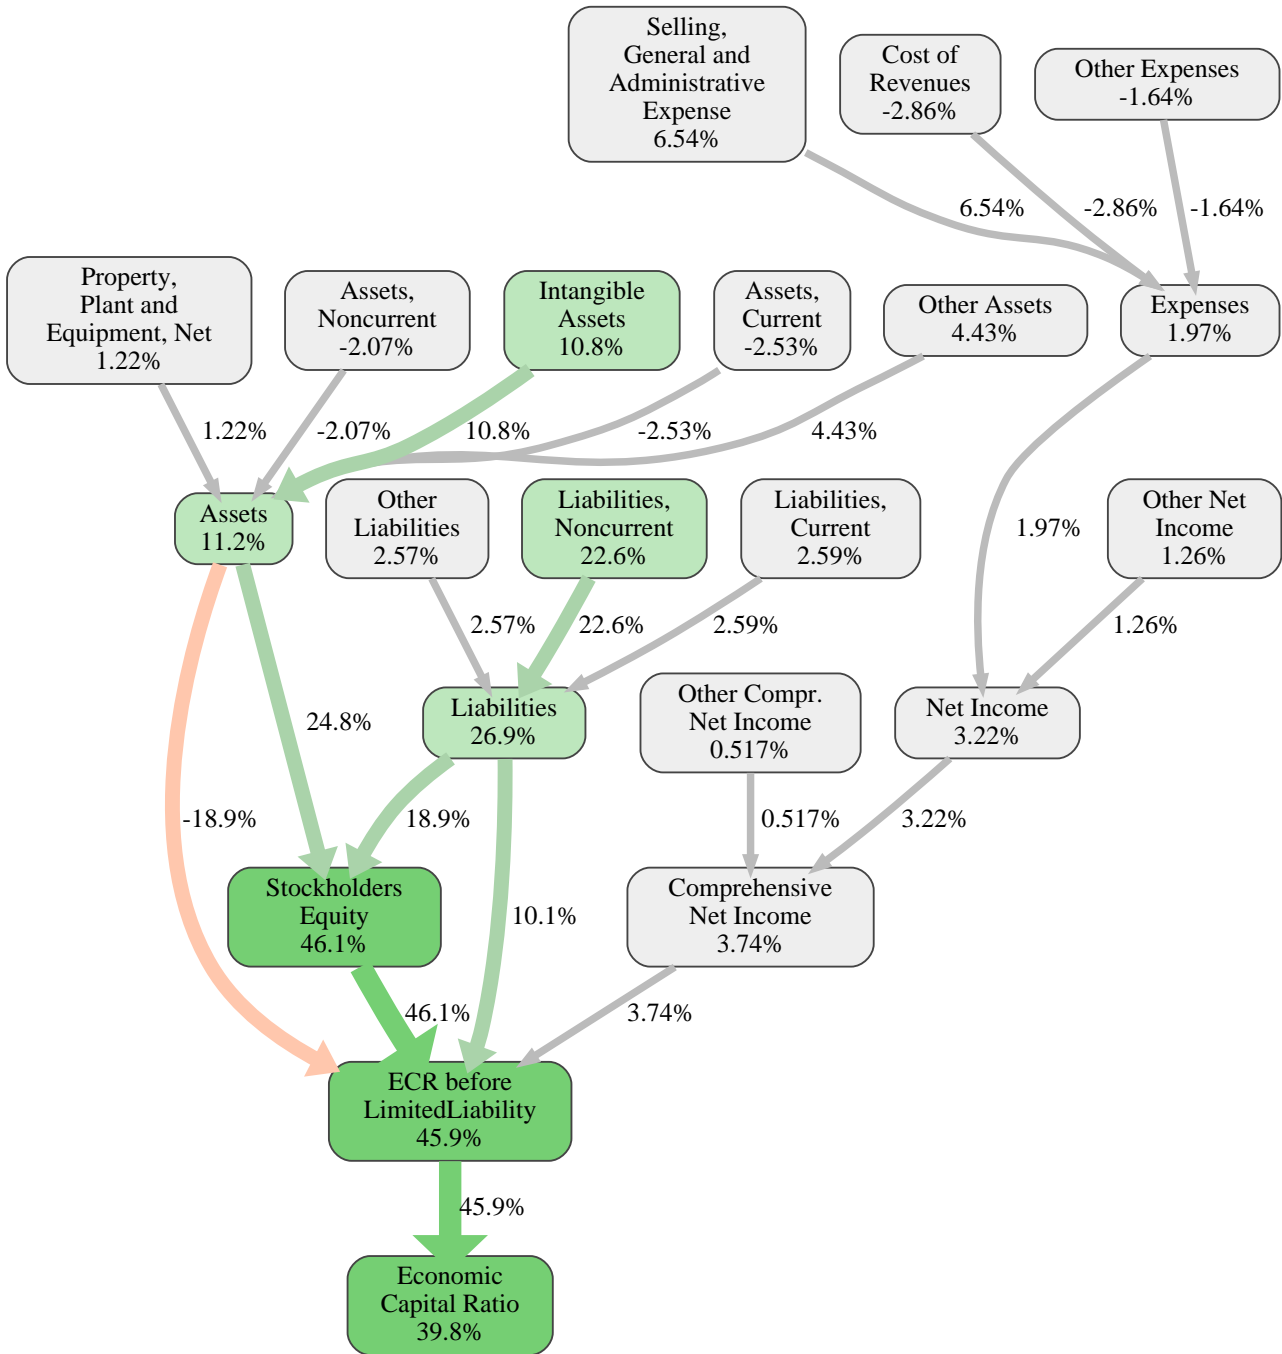 Selling,
General and
Administrative
Expense
6.54%
Cost of
Revenues
-2.86%
Other Expenses
-1.64%
6.54%
-2.86%
-1.64%
Property,
Plant and
Equipment, Net
1.22%
Assets,
Noncurrent
-2.07%
Intangible
Assets
10.8%
Assets,
Current
-2.53%
Other Assets
4.43%
Expenses
1.97%
1.22%
-2.07%
10.8%
-2.53%
4.43%
Assets
11.2%
Other
Liabilities
2.57%
Liabilities,
Noncurrent
22.6%
Liabilities,
Current
2.59%
1.97%
Other Net
Income
1.26%
2.57%
22.6%
2.59%
1.26%
24.8%
Liabilities
26.9%
Other Compr.
Net Income
0.517%
Net Income
3.22%
-18.9%
18.9%
0.517%
3.22%
Stockholders
Equity
46.1%
10.1%
Comprehensive
Net Income
3.74%
46.1%
3.74%
ECR before
LimitedLiability
45.9%
45.9%
Economic
Capital Ratio
39.8%